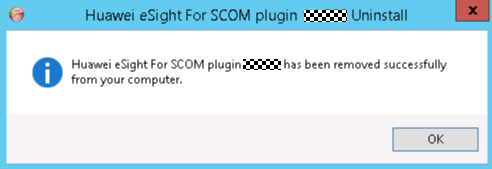 Huawei eSight For SCOM plugin Uninstall
Huawei eSight For SCOM plugin has been removed successfully
from your computer.
OK